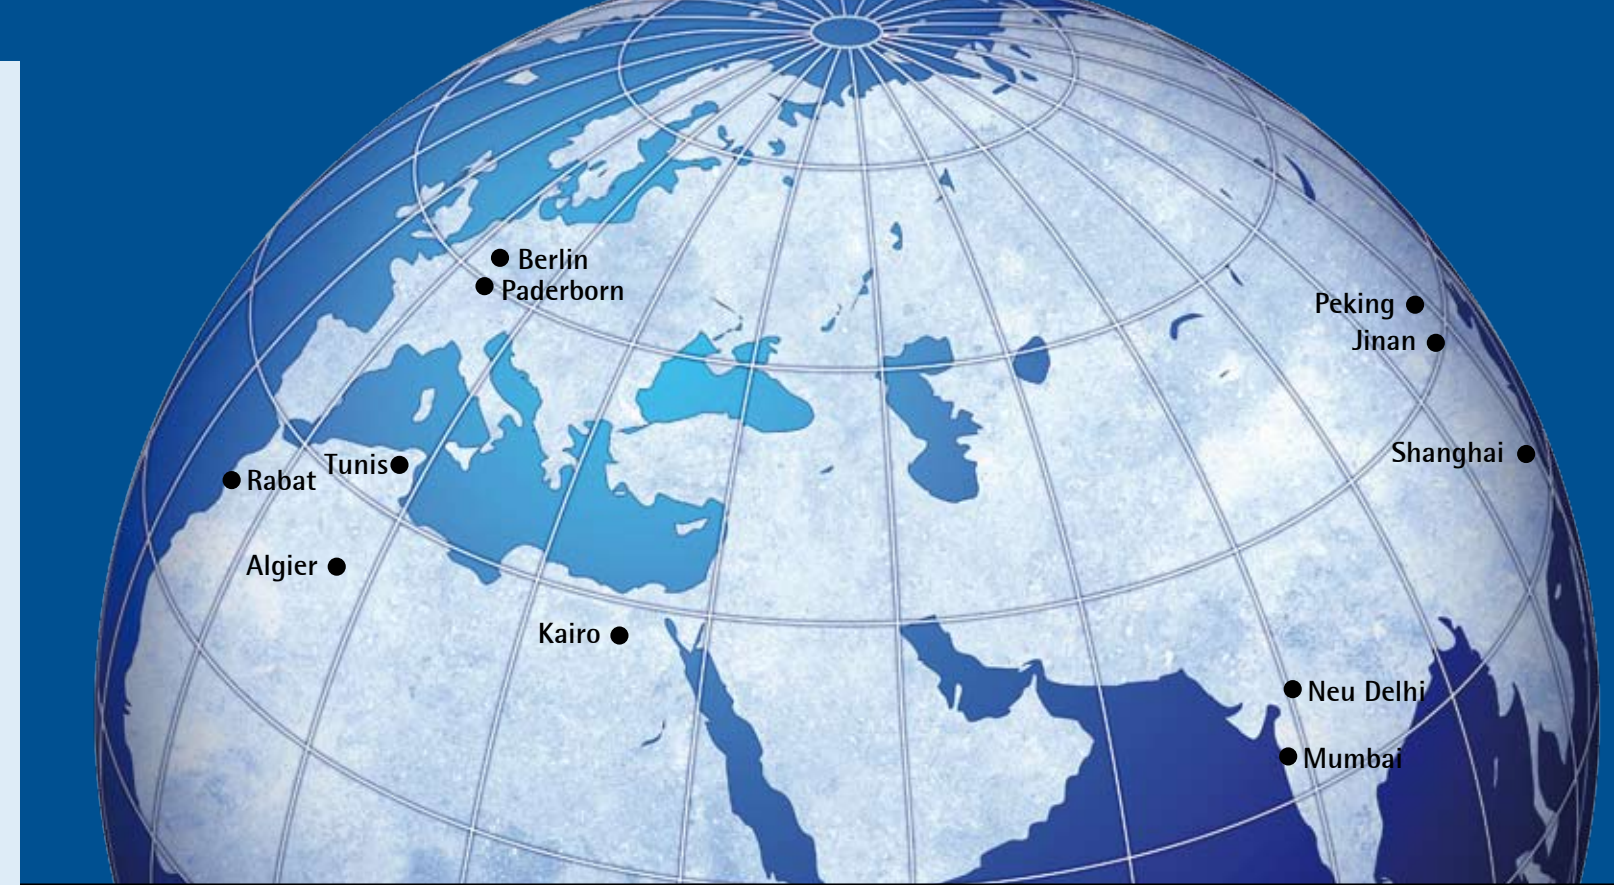 Berlin
Paderborn
Peking
Jinan
Shanghai
Tunis
Rabat
Algier
Kairo
Neu Delhi
Mumbai